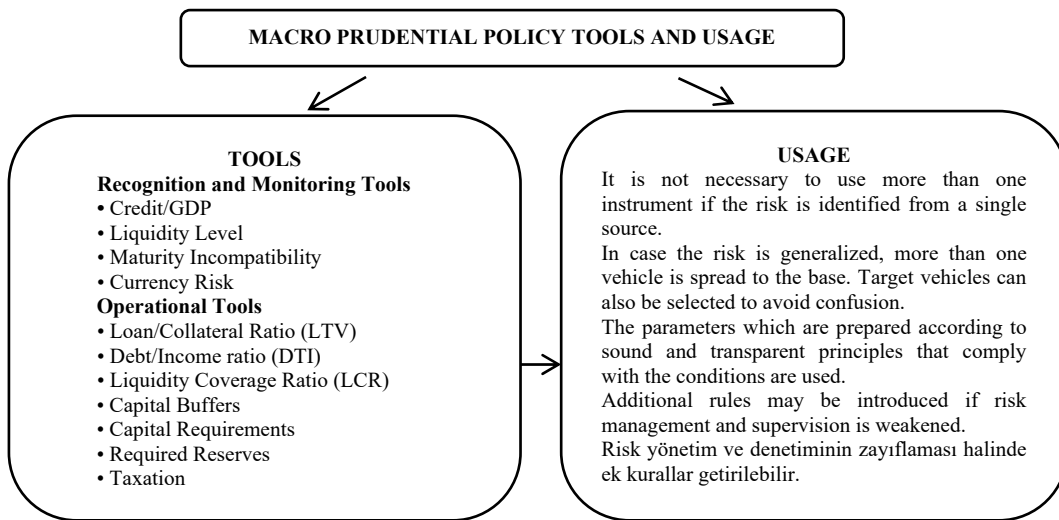 MACRO PRUDENTIAL POLICY TOOLS AND USAGE
TOOLS
Recognition and Monitoring Tools
• Credit/GDP
• Liquidity Level
• Maturity Incompatibility
• Currency Risk
Operational Tools
• Loan/Collateral Ratio (LTV)
• Debt/Income ratio (DTI)
• Liquidity Coverage Ratio (LCR)
• Capital Buffers
• Capital Requirements
• Required Reserves
• Taxation
USAGE
It is not necessary to use more than one
instrument if the risk is identified from a single
source.
In case the risk is generalized, more than one
vehicle is spread to the base. Target vehicles can
also be selected to avoid confusion.
The parameters which are prepared according to
sound and transparent principles that comply
with the conditions are used.
Additional rules may be introduced if risk
management and supervision is weakened.
Risk yönetim ve denetiminin zayıflaması halinde
ek kurallar getirilebilir.